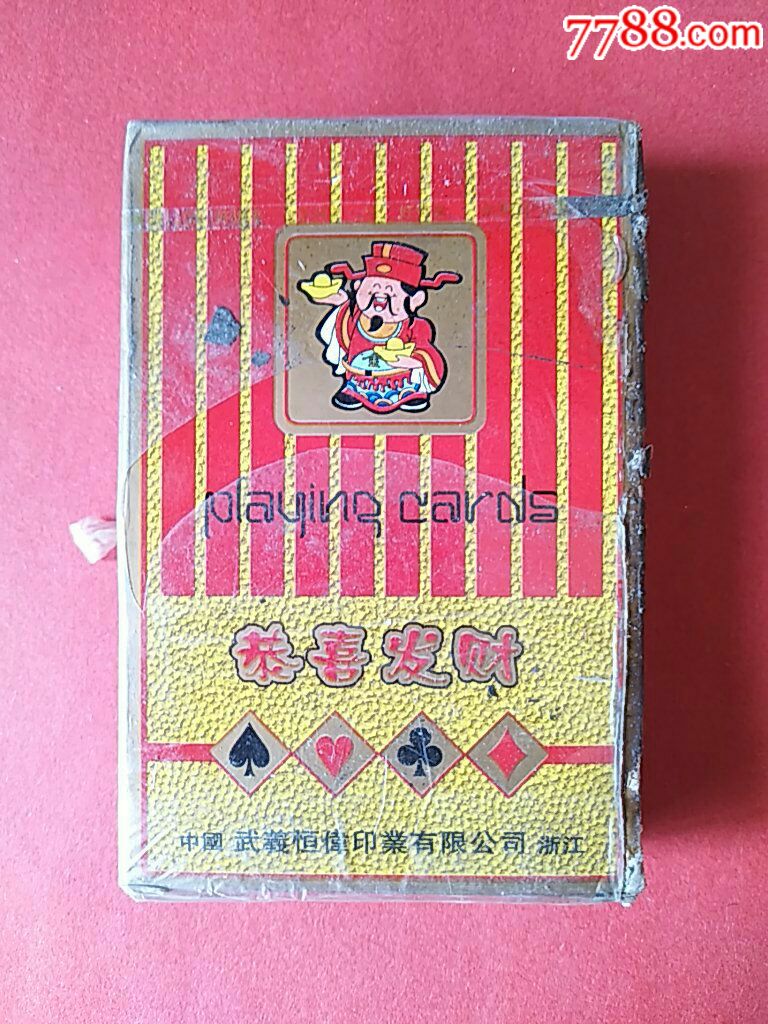 7788.com
playing cards
恭喜发财
中國 武義恒偉印業有限公司 浙江